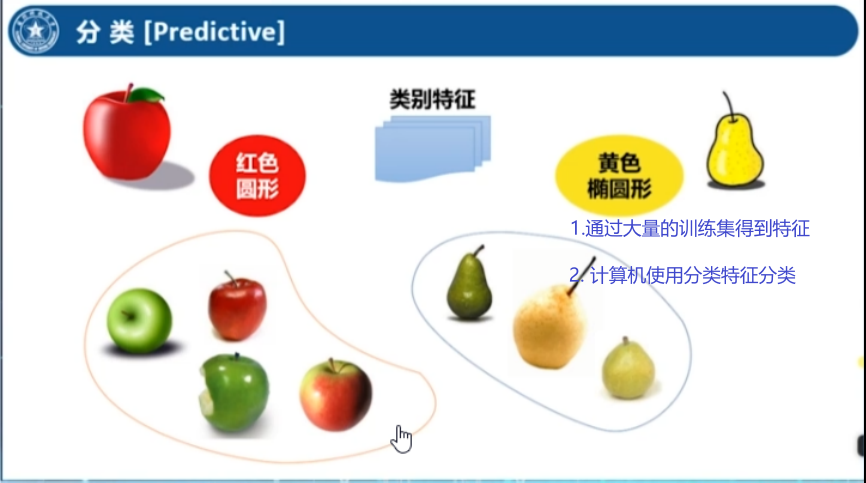 分 类 [Predictive]
类别特征
红色
圆形
黄色
椭圆形
1.通过大量的训练集得到特征
2. 计算机使用分类特征分类